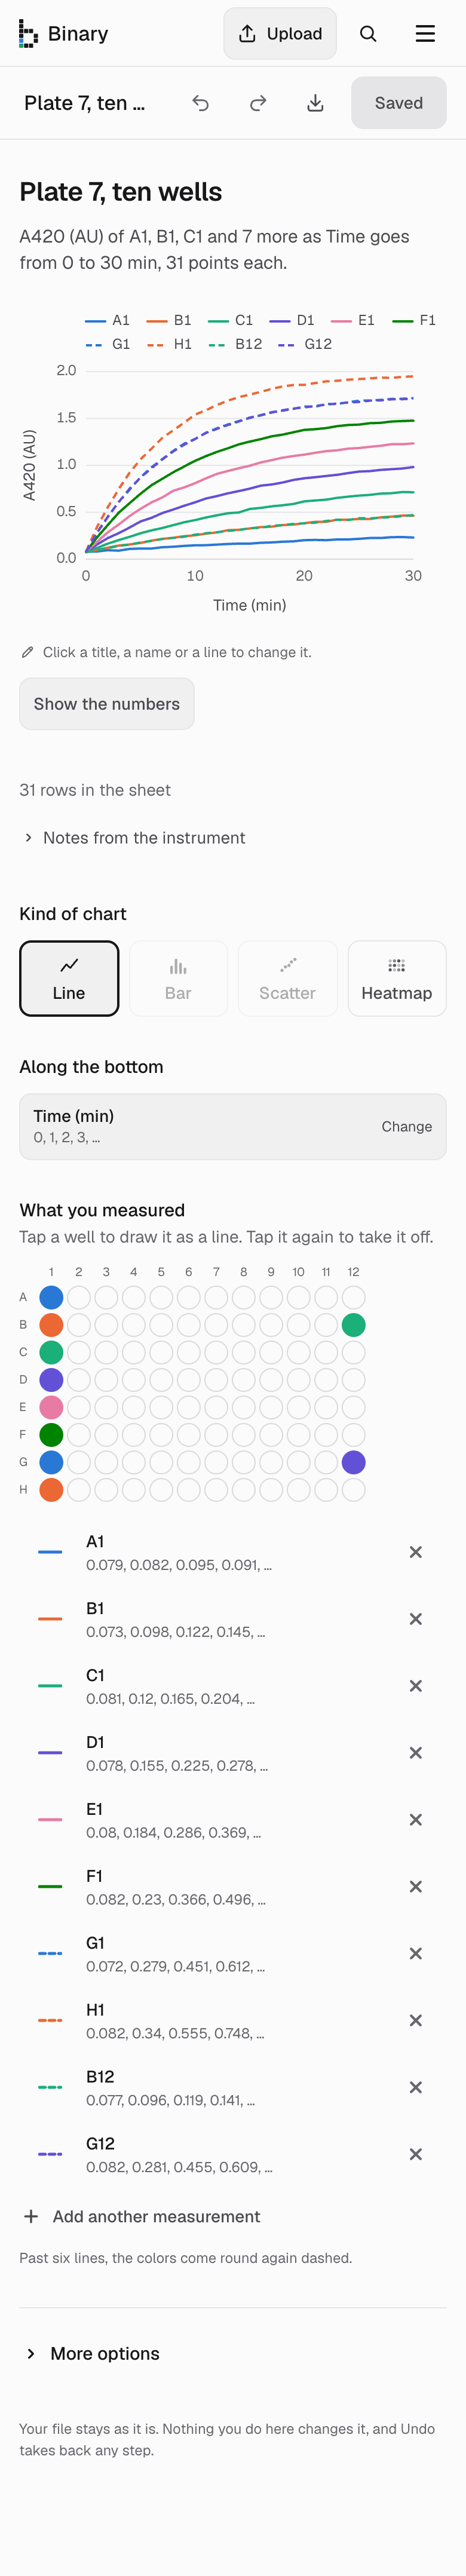 Binary
Upload
Plate 7, ten ...
Saved
Plate 7, ten wells
A420 (AU) of A1, B1, C1 and 7 more as Time goes
from 0 to 30 min, 31 points each.
A1 B1 C1 D1 E1 F1
G1 H1 B12 G12
2.0
1.5
1.0
0.5
0.0
A420 (AU)
0 10 20 30
Time (min)
Click a title, a name or a line to change it.
Show the numbers
31 rows in the sheet
Notes from the instrument
Kind of chart
Line Bar Scatter Heatmap
Along the bottom
Time (min)
0, 1, 2, 3, ...
Change
What you measured
Tap a well to draw it as a line. Tap it again to take it off.
1 2 3 4 5 6 7 8 9 10 11 12
A
B
C
D
E
F
G
H
A1
0.079, 0.082, 0.095, 0.091, ...
B1
0.073, 0.098, 0.122, 0.145, ...
C1
0.081, 0.12, 0.165, 0.204, ...
D1
0.078, 0.155, 0.225, 0.278, ...
E1
0.08, 0.184, 0.286, 0.369, ...
F1
0.082, 0.23, 0.366, 0.496, ...
G1
0.072, 0.279, 0.451, 0.612, ...
H1
0.082, 0.34, 0.555, 0.748, ...
B12
0.077, 0.096, 0.119, 0.141, ...
G12
0.082, 0.281, 0.455, 0.609, ...
Add another measurement
Past six lines, the colors come round again dashed.
More options
Your file stays as it is. Nothing you do here changes it, and Undo
takes back any step.